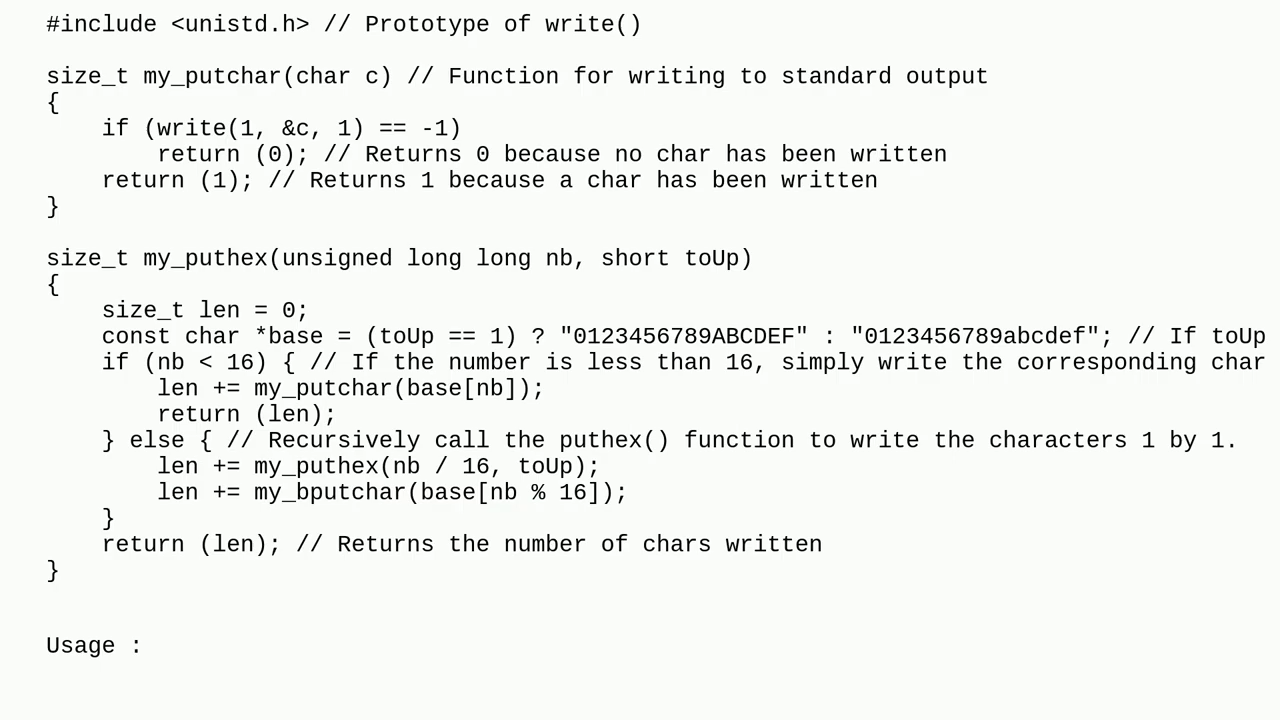 #include <unistd.h> // Prototype of write()
size_t my_putchar(char c) // Function for writing to standard output
{
    if (write(1, &c, 1) == -1)
        return (0); // Returns 0 because no char has been written
    return (1); // Returns 1 because a char has been written
}
size_t my_puthex(unsigned long long nb, short toUp)
{
    size_t len = 0;
    const char *base = (toUp == 1) ? "0123456789ABCDEF" : "0123456789abcdef"; // If toUp
    if (nb < 16) { // If the number is less than 16, simply write the corresponding char
        len += my_putchar(base[nb]);
        return (len);
    } else { // Recursively call the puthex() function to write the characters 1 by 1.
        len += my_puthex(nb / 16, toUp);
        len += my_bputchar(base[nb % 16]);
    }
    return (len); // Returns the number of chars written
}
Usage :